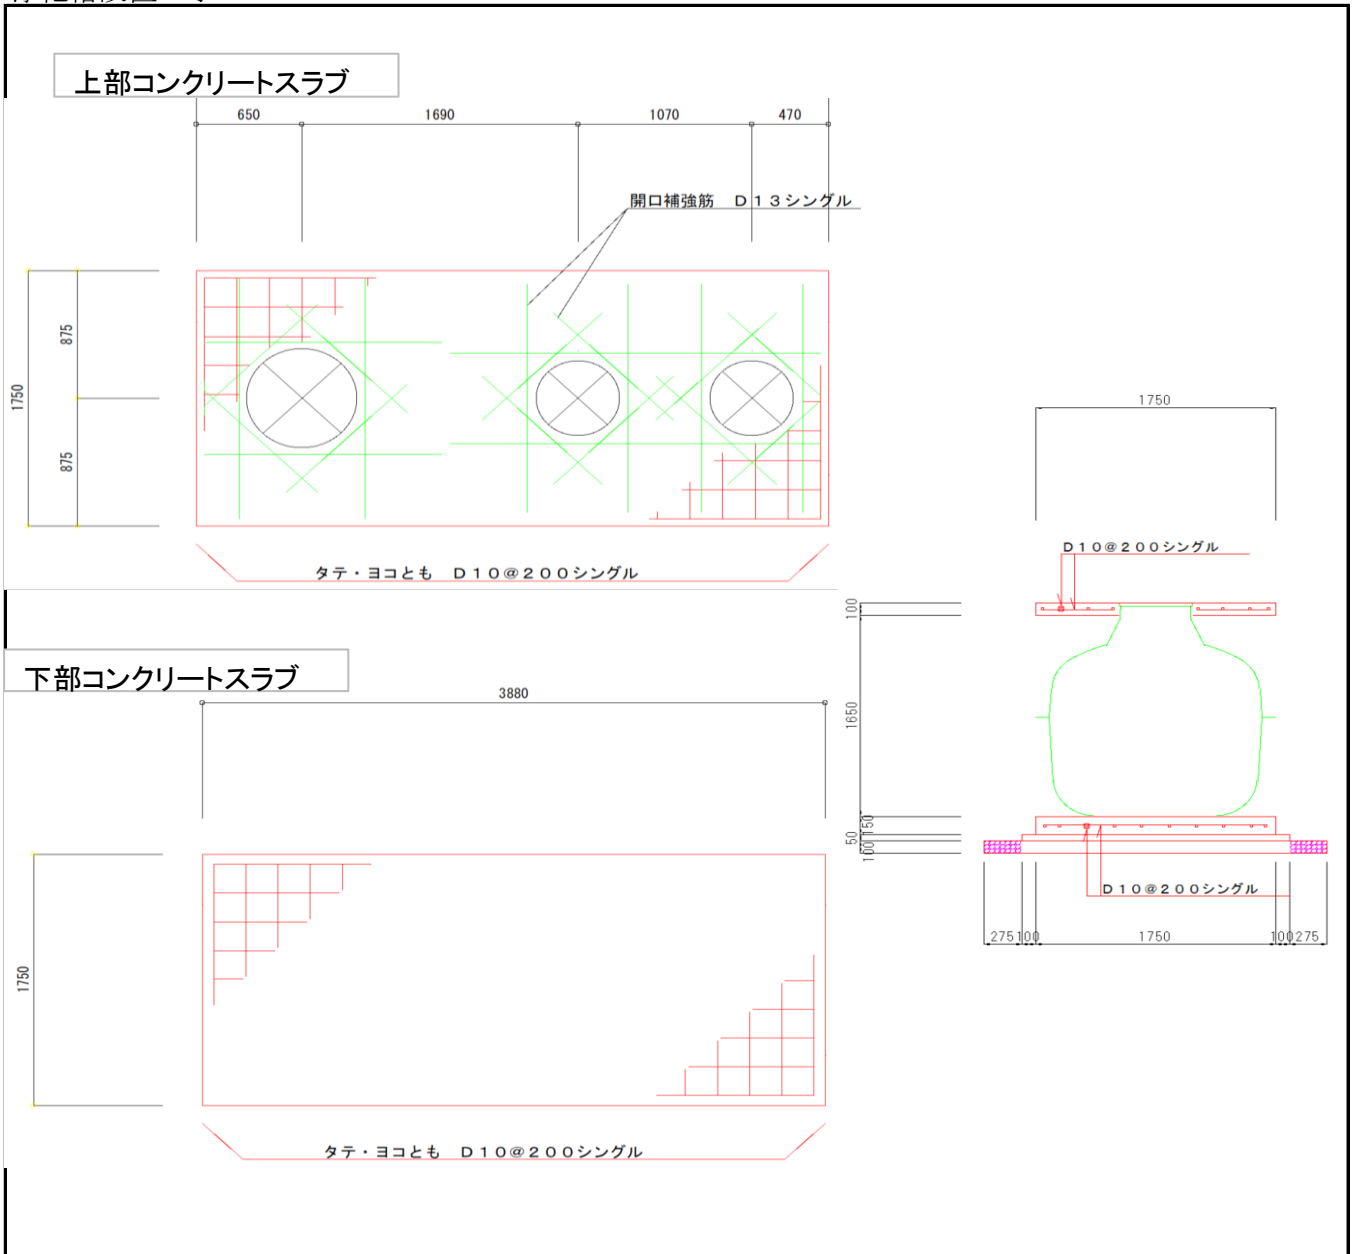 上部コンクリートスラブ
650 1690 1070 470
開口補強筋 Ｄ１３シングル
875
1750
875
タテ・ヨコとも Ｄ１０＠２００シングル
1750
Ｄ１０＠２００シングル
100
1650
150
50
100
Ｄ１０＠２００シングル
275 100 1750 100 275
下部コンクリートスラブ
3880
1750
タテ・ヨコとも Ｄ１０＠２００シングル